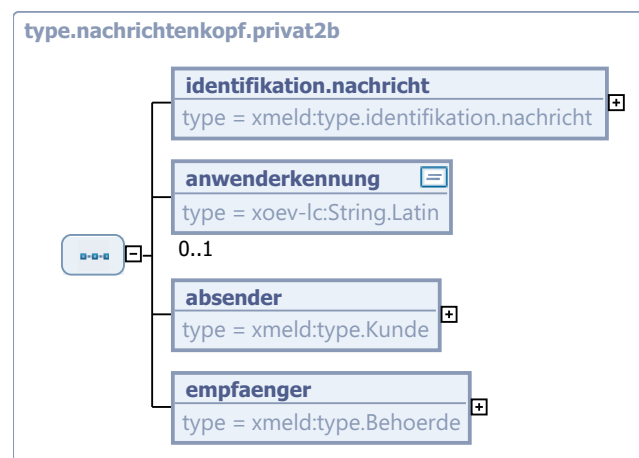 type.nachrichtenkopf.privat2b
identifikation.nachricht
type = xmeld:type.identifikation.nachricht
anwenderkennung
type = xoev-lc:String.Latin
0..1
absender
type = xmeld:type.Kunde
empfaenger
type = xmeld:type.Behoerde